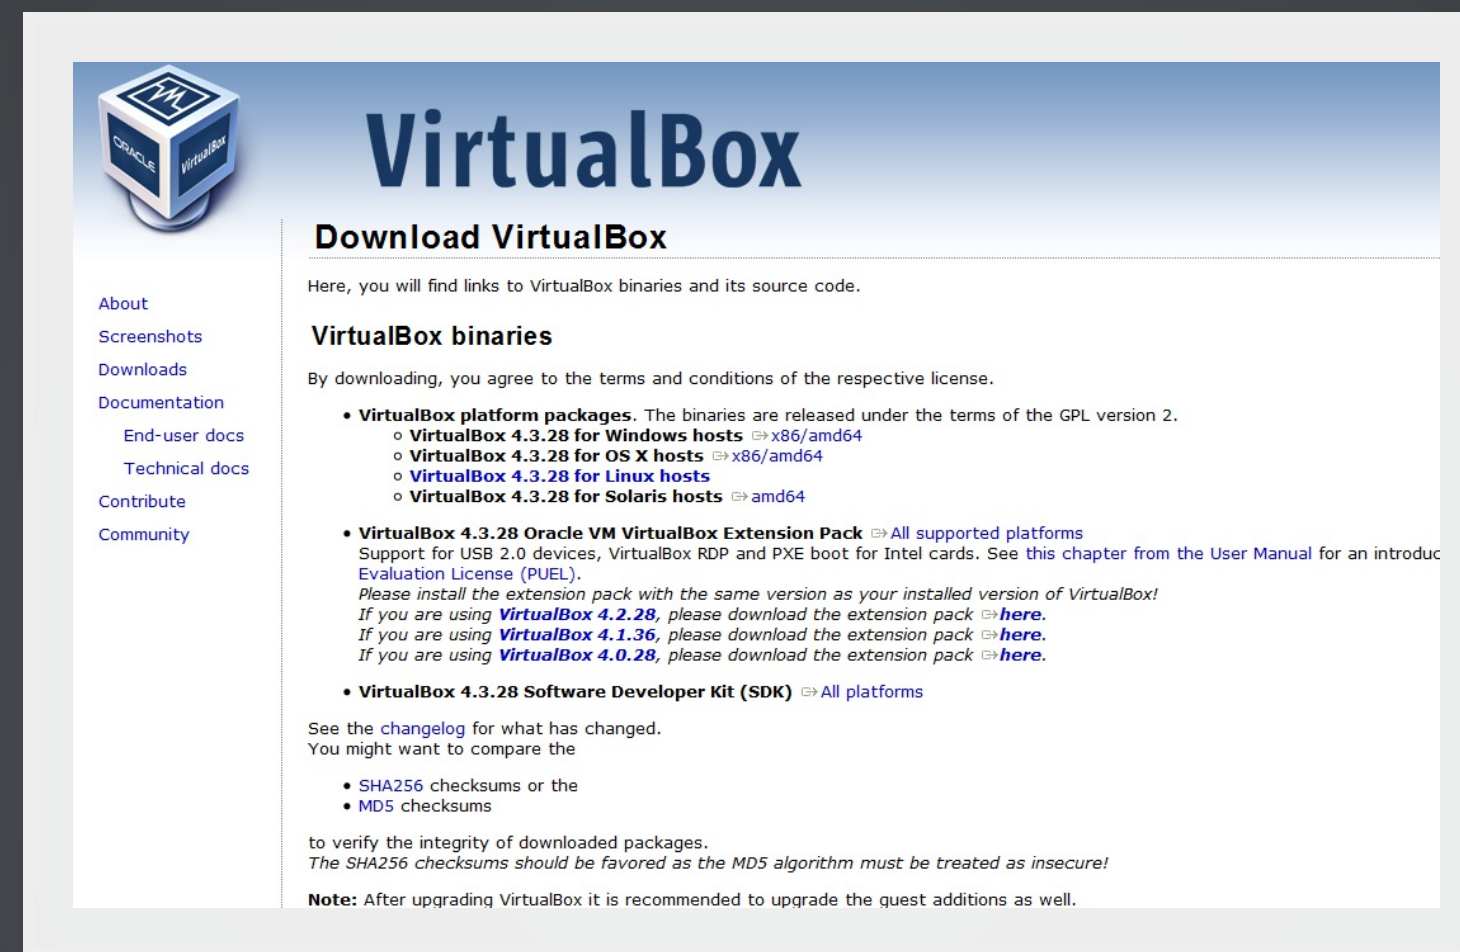 ORACLE
VirtualBox
VirtualBox
Download VirtualBox
Here, you will find links to VirtualBox binaries and its source code.
About
Screenshots
Downloads
Documentation
End-user docs
Technical docs
Contribute
Community
VirtualBox binaries
By downloading, you agree to the terms and conditions of the respective license.
• VirtualBox platform packages. The binaries are released under the terms of the GPL version 2.
○ VirtualBox 4.3.28 for Windows hosts x86/amd64
○ VirtualBox 4.3.28 for OS X hosts x86/amd64
○ VirtualBox 4.3.28 for Linux hosts
○ VirtualBox 4.3.28 for Solaris hosts amd64
• VirtualBox 4.3.28 Oracle VM VirtualBox Extension Pack All supported platforms
Support for USB 2.0 devices, VirtualBox RDP and PXE boot for Intel cards. See this chapter from the User Manual for an introduc
Evaluation License (PUEL).
Please install the extension pack with the same version as your installed version of VirtualBox!
If you are using VirtualBox 4.2.28, please download the extension pack here.
If you are using VirtualBox 4.1.36, please download the extension pack here.
If you are using VirtualBox 4.0.28, please download the extension pack here.
• VirtualBox 4.3.28 Software Developer Kit (SDK) All platforms
See the changelog for what has changed.
You might want to compare the
• SHA256 checksums or the
• MD5 checksums
to verify the integrity of downloaded packages.
The SHA256 checksums should be favored as the MD5 algorithm must be treated as insecure!
Note: After upgrading VirtualBox it is recommended to upgrade the guest additions as well.